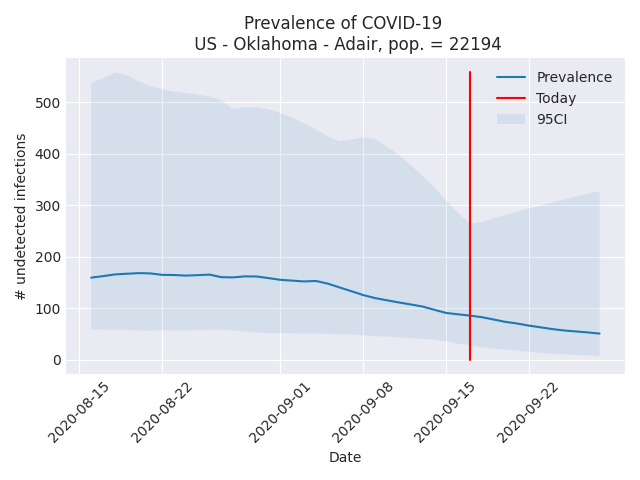 Prevalence of COVID-19
US - Oklahoma - Adair, pop. = 22194
Prevalence
Today
95CI
# undetected infections
500
400
300
200
100
0
2020-08-15
2020-08-22
2020-09-01
2020-09-08
2020-09-15
2020-09-22
Date